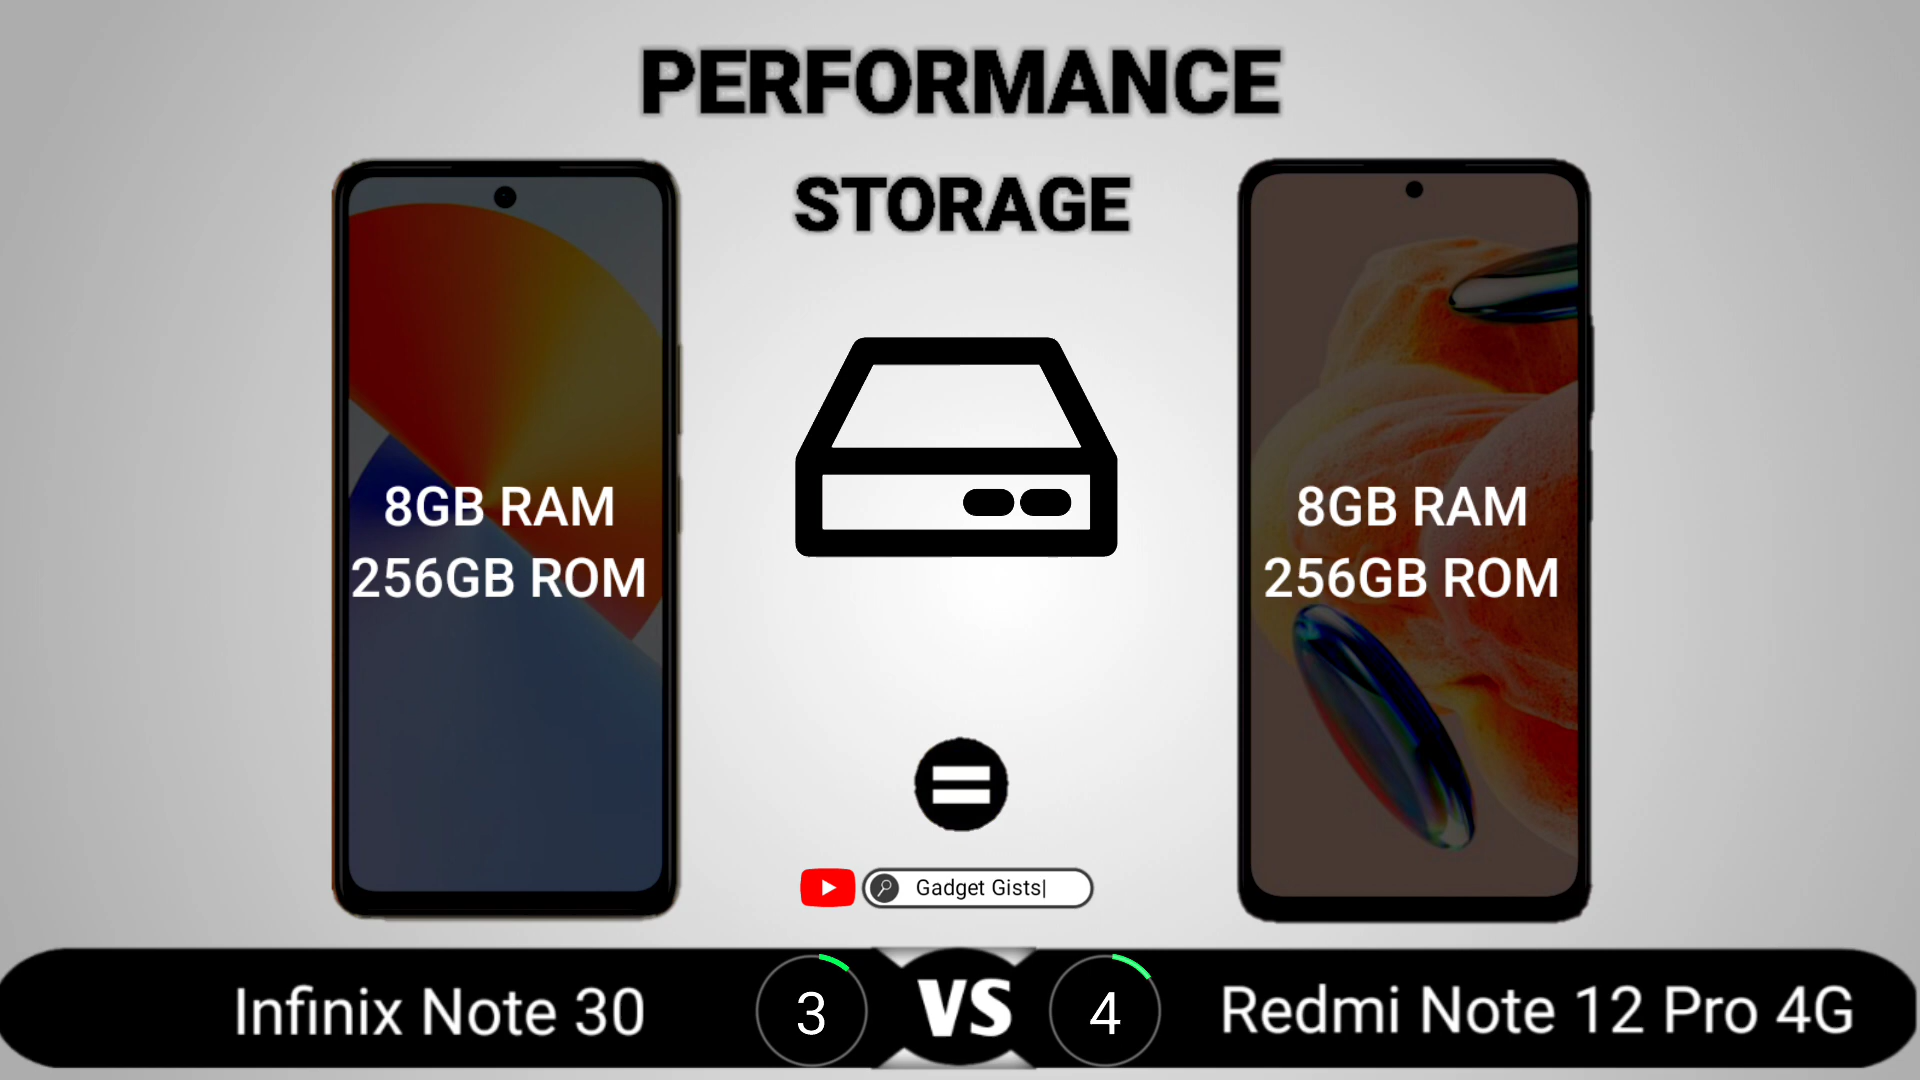 PERFORMANCE
STORAGE
8GB RAM
256GB ROM
8GB RAM
256GB ROM
Gadget Gists|
Infinix Note 30
3
VS
4
Redmi Note 12 Pro 4G